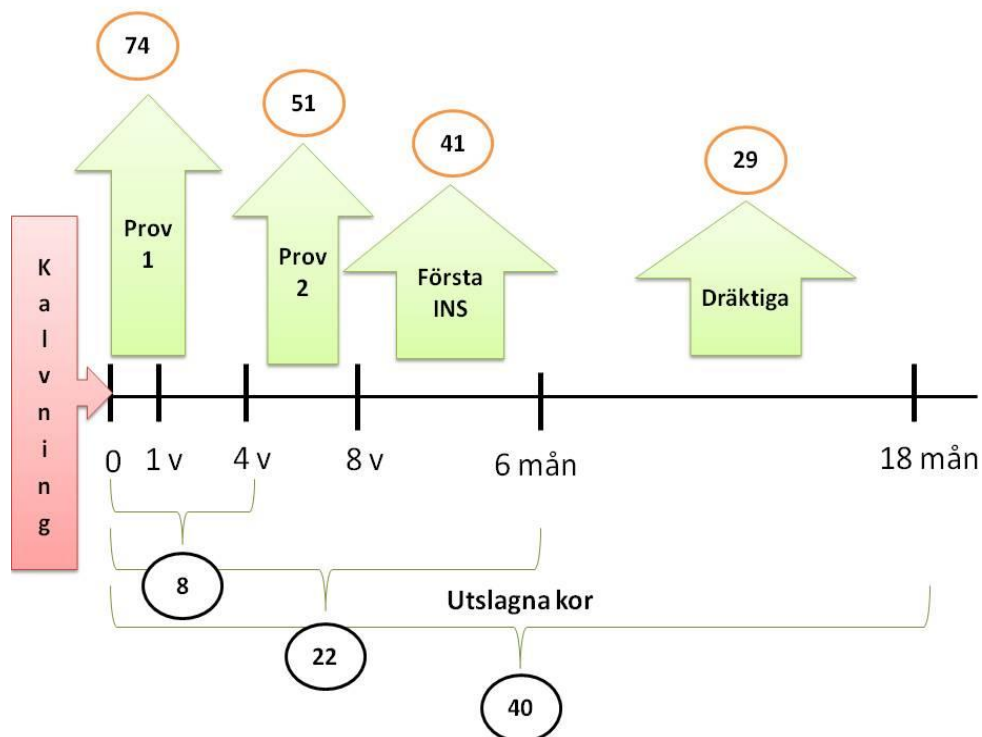 74
51
41
29
Prov
1
Prov
2
Första
INS
Dräktiga
Kalvning
0
1 v
4 v
8 v
6 mån
18 mån
8
Utslagna kor
22
40